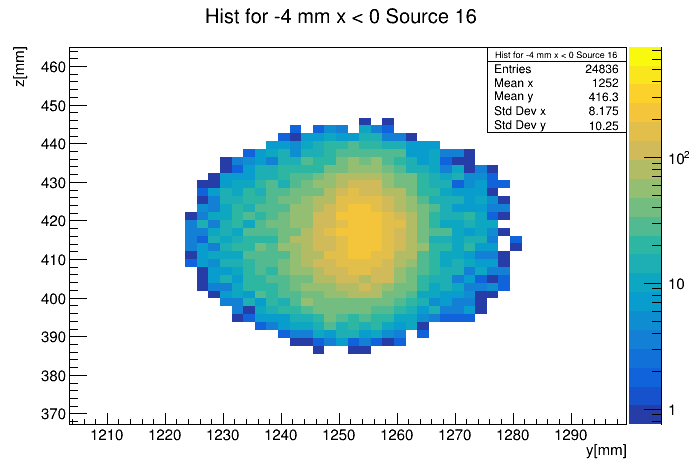 Hist for -4 mm x < 0 Source 16
z[mm]
Hist for -4 mm x < 0 Source 16
Entries 24836
Mean x 1252
Mean y 416.3
Std Dev x 8.175
Std Dev y 10.25
460
450
440
430
420
410
400
390
380
370
10²
10
1
1210 1220 1230 1240 1250 1260 1270 1280 1290
y[mm]